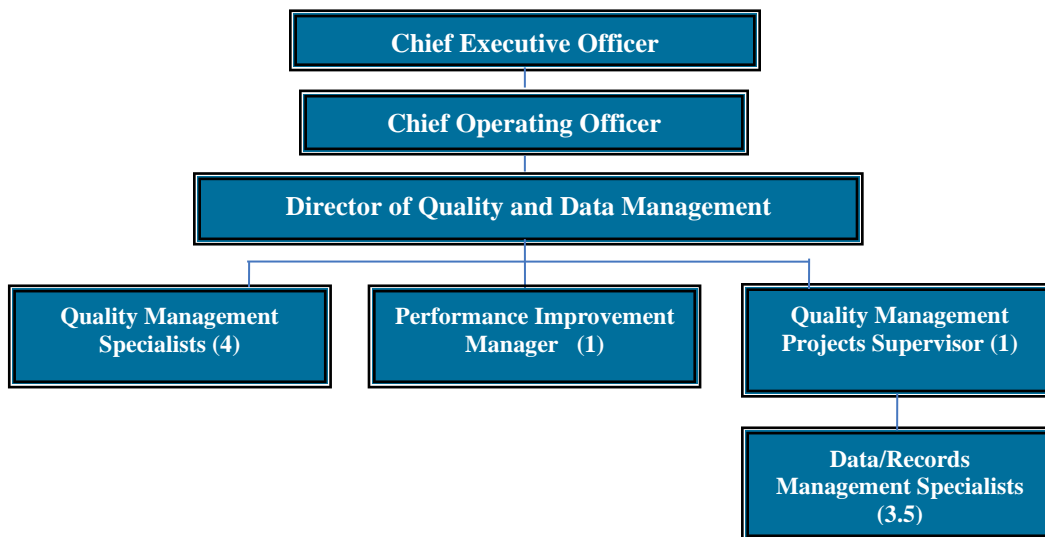 Chief Executive Officer
Chief Operating Officer
Director of Quality and Data Management
Quality Management
Specialists (4)
Performance Improvement
Manager (1)
Quality Management
Projects Supervisor (1)
Data/Records
Management Specialists
(3.5)